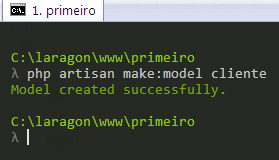 1. primeiro
C:\laragon\www\primeiro
λ php artisan make:model cliente
Model created successfully.
C:\laragon\www\primeiro
λ